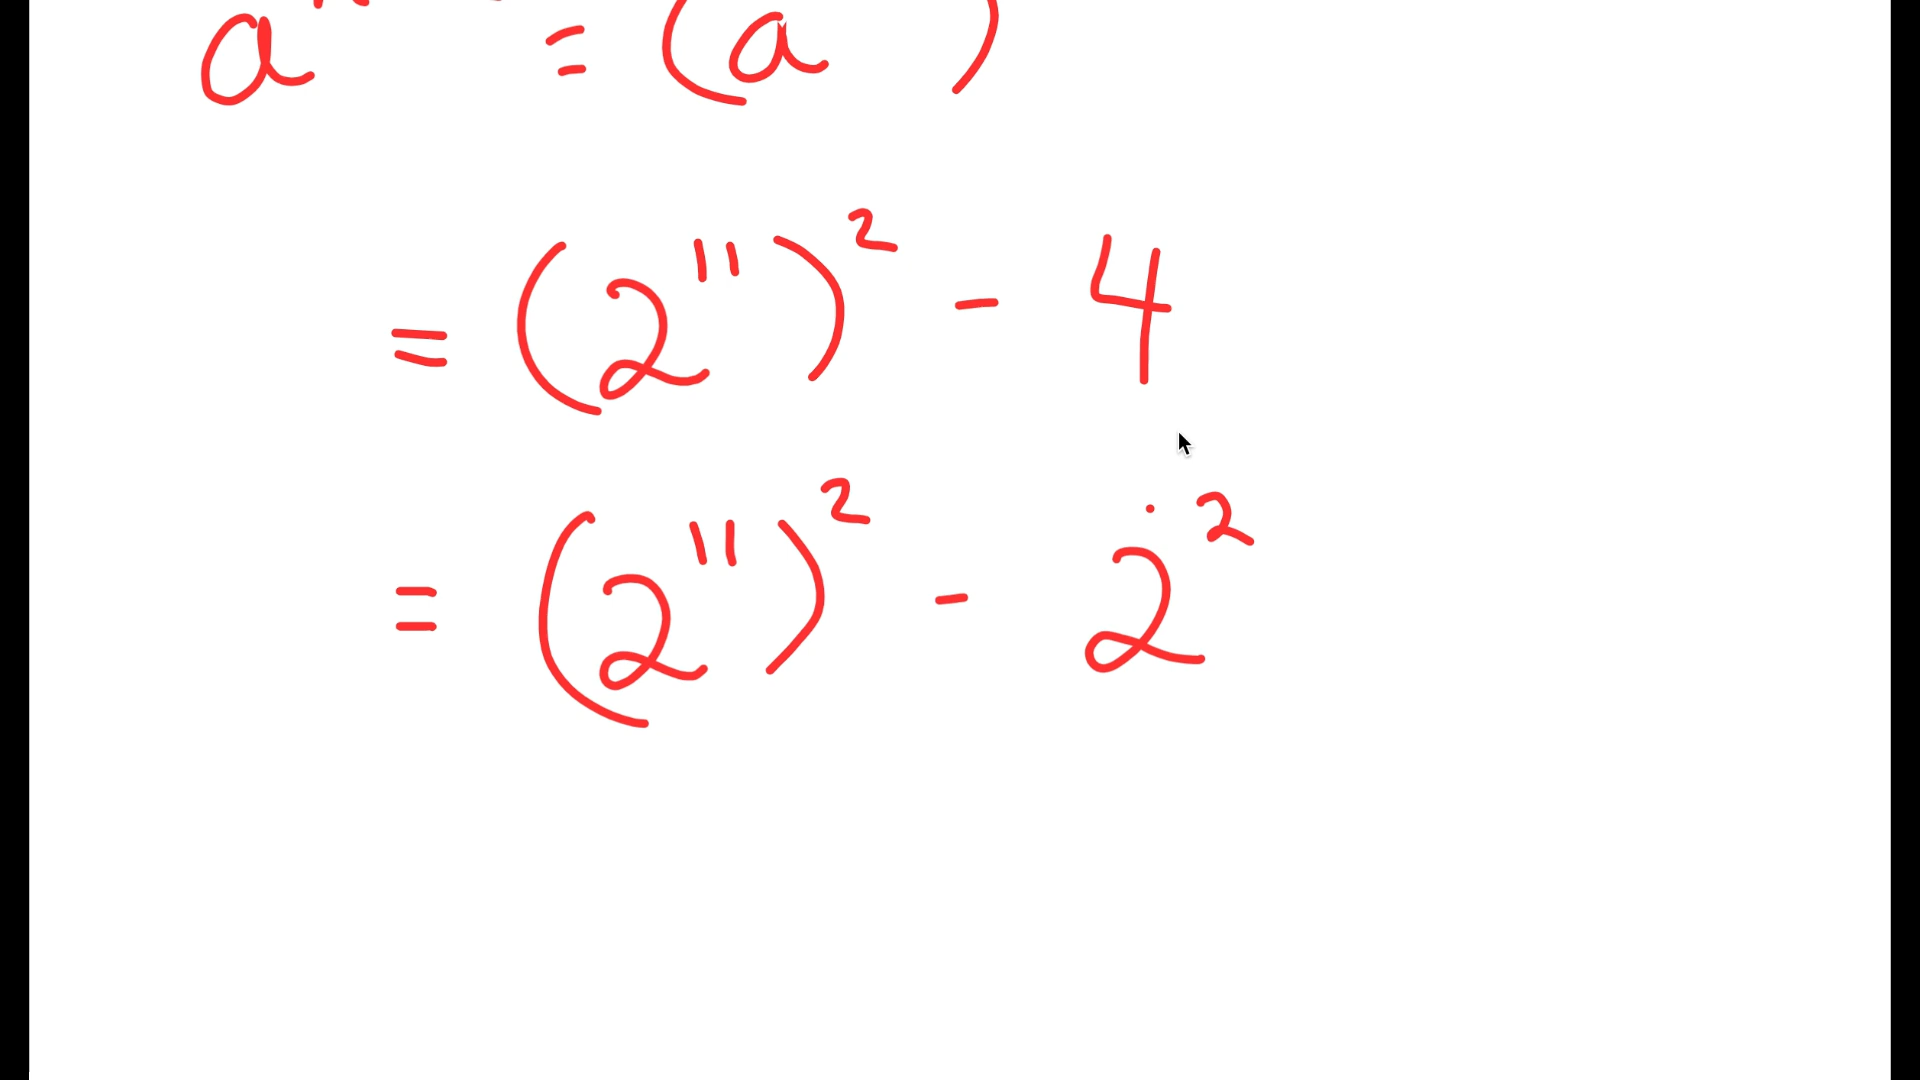 a = (a )
= (2¹¹)² - 4
= (2¹¹)² - 2²